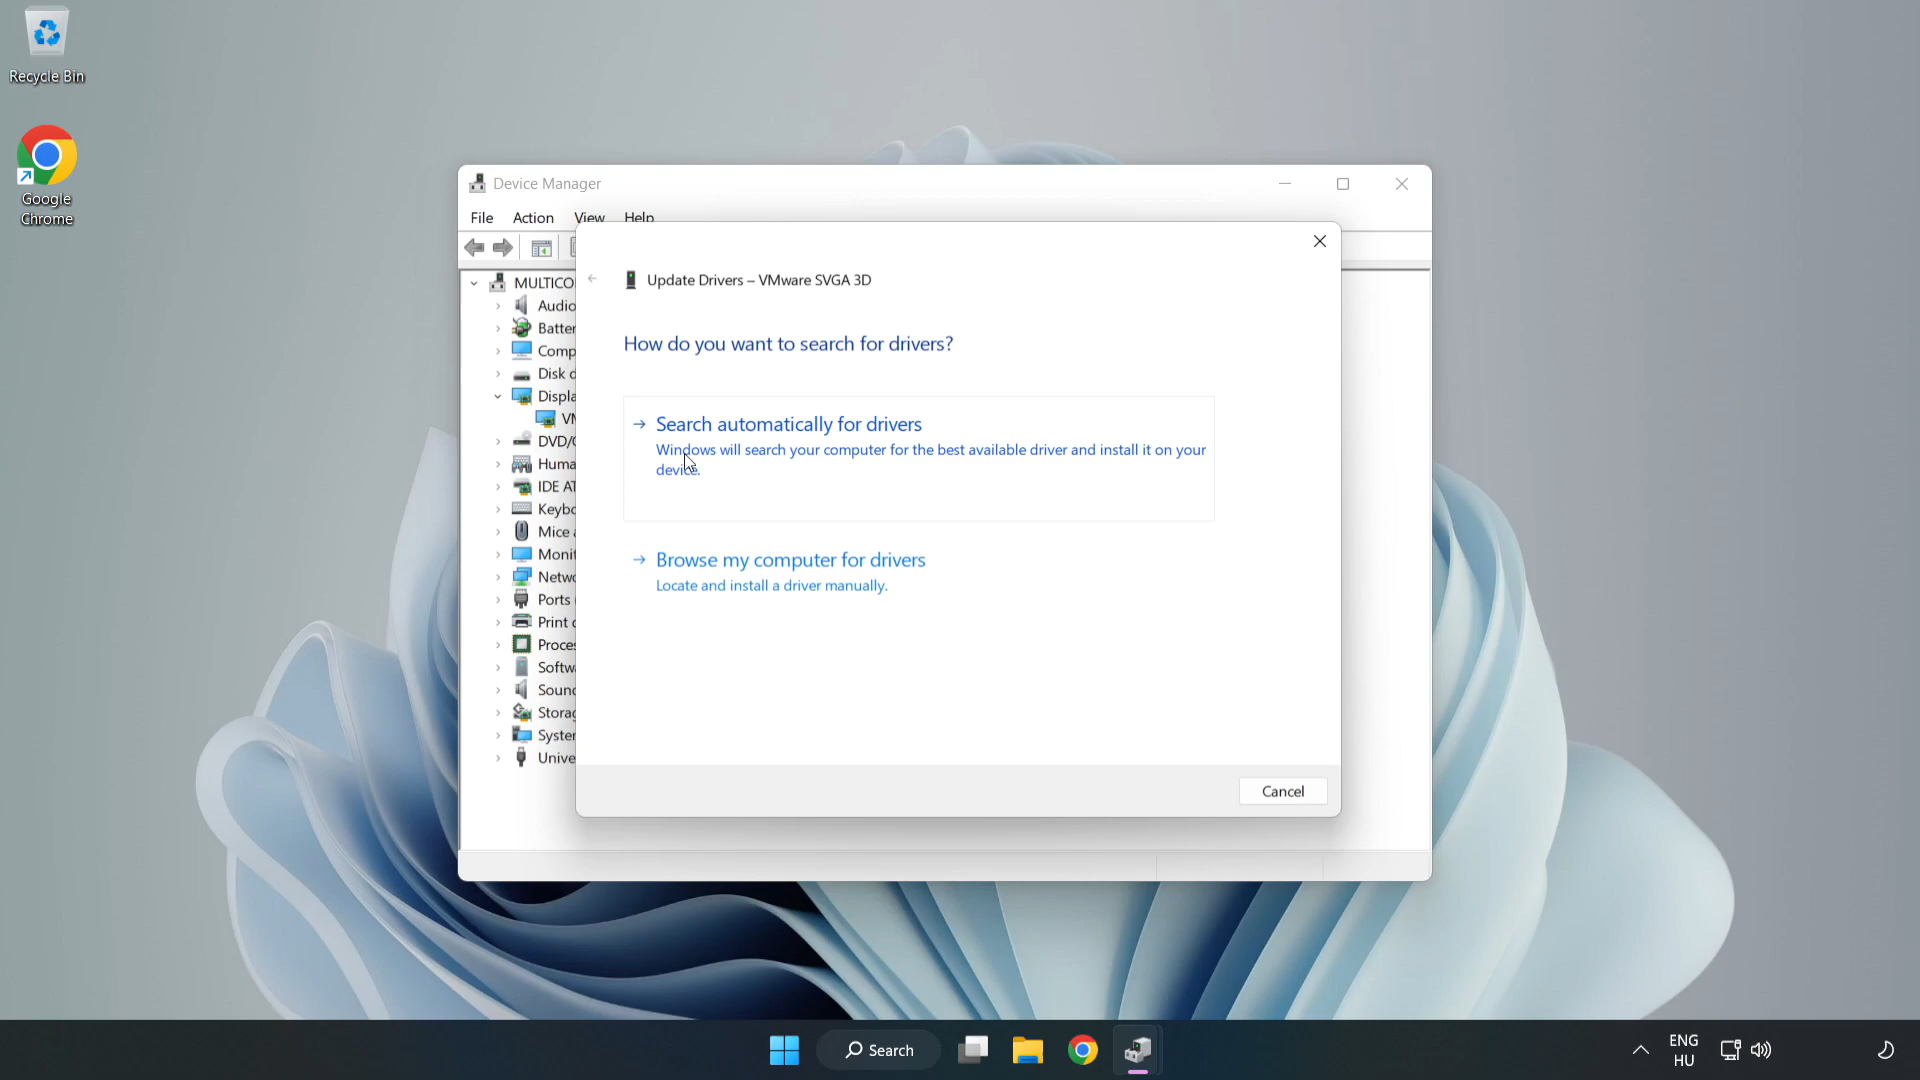 Recycle Bin
Google
Chrome
Device Manager
File Action View Help
MULTICO
Audio
Batter
Comp
Disk d
Displa
VM
DVD/
Huma
IDE AT
Keybo
Mice a
Monit
Netwo
Ports
Print
Proces
Softwa
Sound
Storag
System
Unive
Update Drivers – VMware SVGA 3D
How do you want to search for drivers?
Search automatically for drivers
Windows will search your computer for the best available driver and install it on your
device.
Browse my computer for drivers
Locate and install a driver manually.
Cancel
Search
ENG
HU